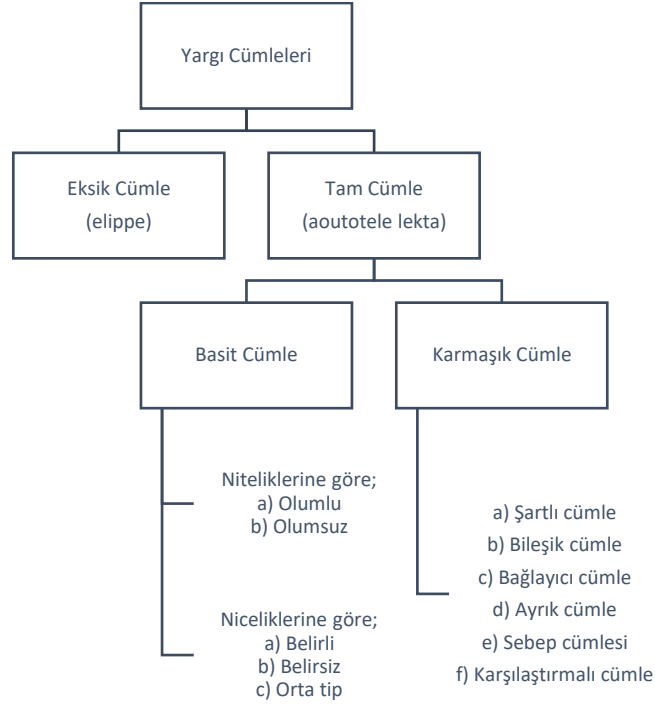 Yargı Cümleleri
Eksik Cümle
(elippe)
Tam Cümle
(aoutotele lekta)
Basit Cümle
Karmaşık Cümle
Niteliklerine göre;
a) Olumlu
b) Olumsuz
Niceliklerine göre;
a) Belirli
b) Belirsiz
c) Orta tip
a) Şartlı cümle
b) Bileşik cümle
c) Bağlayıcı cümle
d) Ayrık cümle
e) Sebep cümlesi
f) Karşılaştırmalı cümle